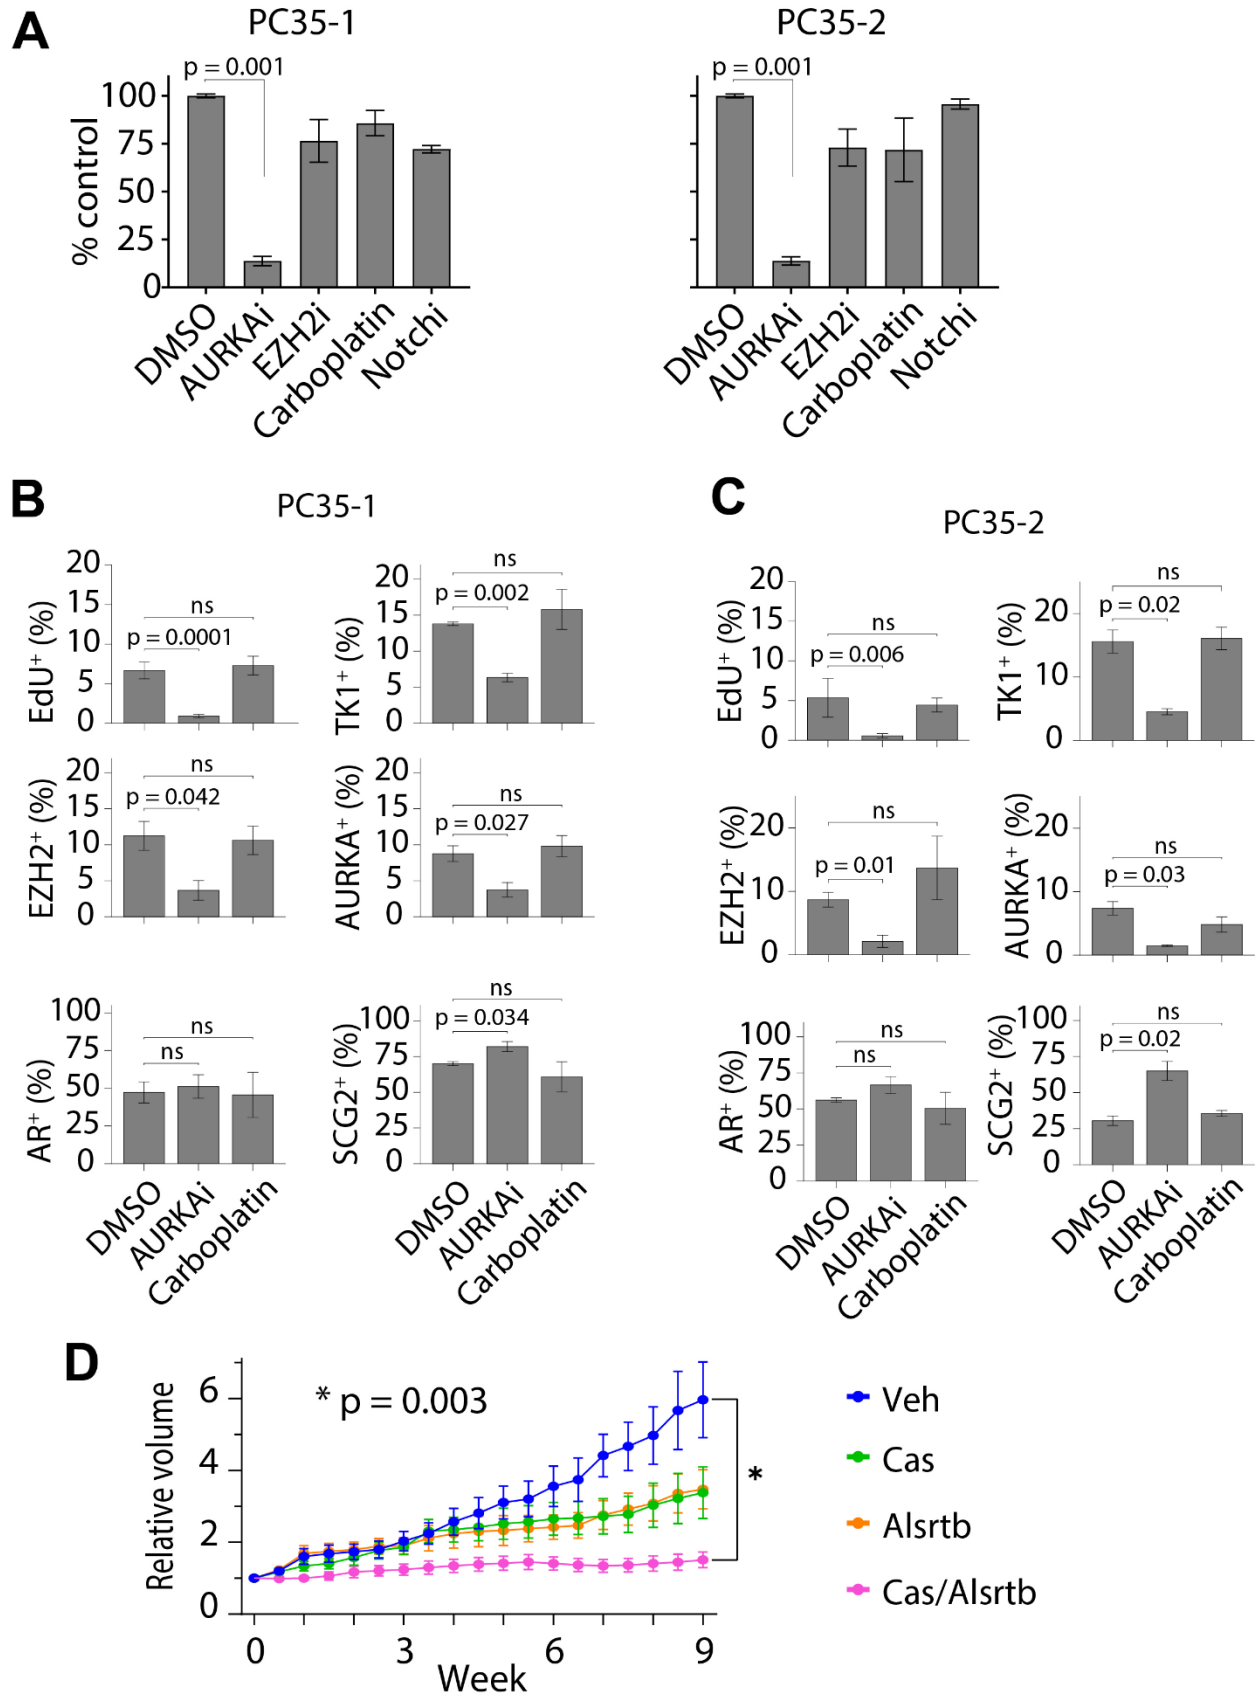 A
PC35-1
PC35-2
p = 0.001
p = 0.001
% control
100
75
50
25
0
DMSO
AURKAi
EZH2i
Carboplatin
Notchi
DMSO
AURKAi
EZH2i
Carboplatin
Notchi
B
PC35-1
EdU⁺ (%)
20
15
10
5
0
ns
p = 0.0001
TK1⁺ (%)
20
15
10
5
0
ns
p = 0.002
EZH2⁺ (%)
20
15
10
5
0
ns
p = 0.042
AURKA⁺ (%)
20
15
10
5
0
ns
p = 0.027
AR⁺ (%)
100
75
50
25
0
ns
ns
SCG2⁺ (%)
100
75
50
25
0
ns
p = 0.034
DMSO
AURKAi
Carboplatin
DMSO
AURKAi
Carboplatin
C
PC35-2
EdU⁺ (%)
20
15
10
5
0
ns
p = 0.006
TK1⁺ (%)
20
10
0
ns
p = 0.02
EZH2⁺ (%)
20
10
0
ns
p = 0.01
AURKA⁺ (%)
20
10
0
ns
p = 0.03
AR⁺ (%)
100
75
50
25
0
ns
ns
SCG2⁺ (%)
100
75
50
25
0
ns
p = 0.02
DMSO
AURKAi
Carboplatin
DMSO
AURKAi
Carboplatin
D
Relative volume
6
4
2
0
* p = 0.003
*
0
3
6
9
Week
Veh
Cas
Alsrtb
Cas/Alsrtb